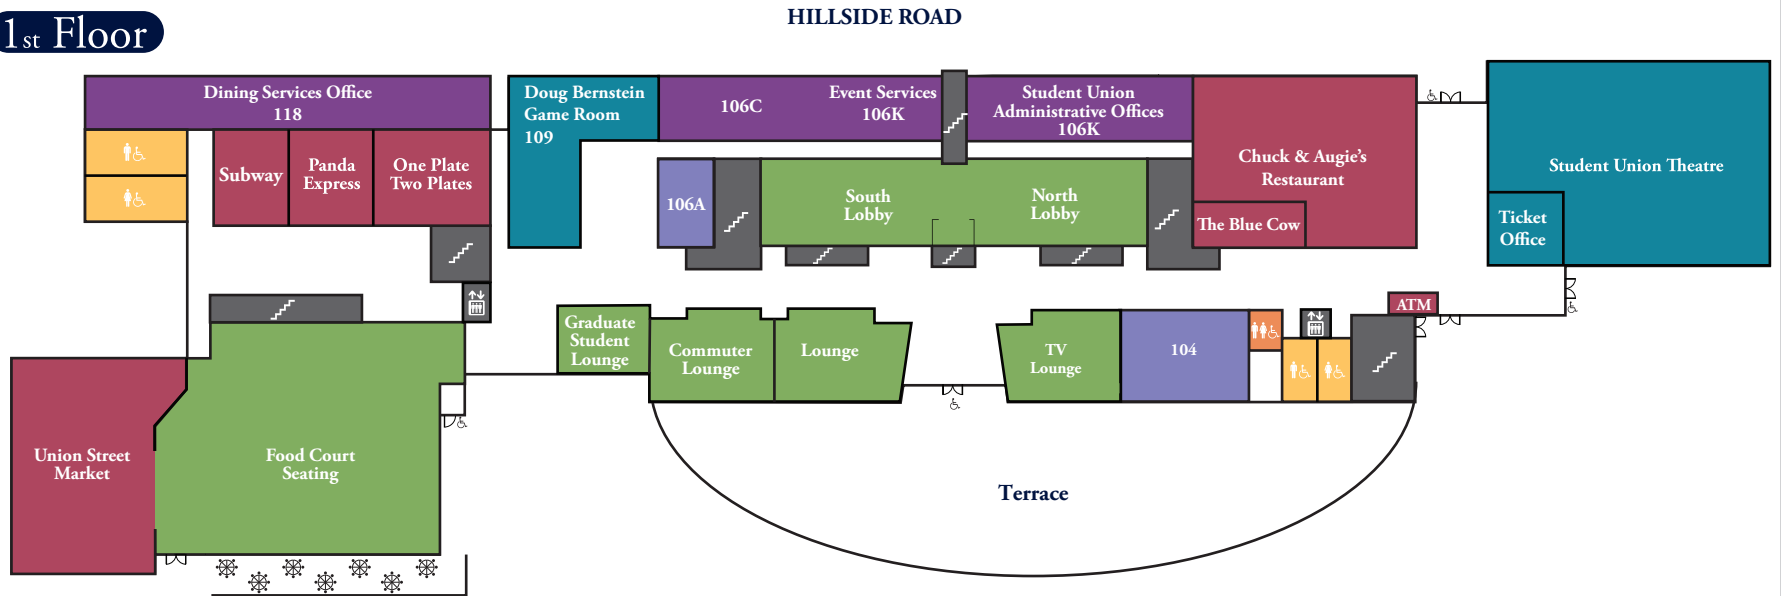 HILLSIDE ROAD
1st Floor
Dining Services Office
118
Doug Bernstein
Game Room
109
106C
Event Services
106K
Student Union
Administrative Offices
106K
Subway
Panda
Express
One Plate
Two Plates
106A
South
Lobby
North
Lobby
Chuck & Augie's
Restaurant
The Blue Cow
Student Union Theatre
Ticket
Office
ATM
Graduate
Student
Lounge
Commuter
Lounge
Lounge
TV
Lounge
104
Union Street
Market
Food Court
Seating
Terrace